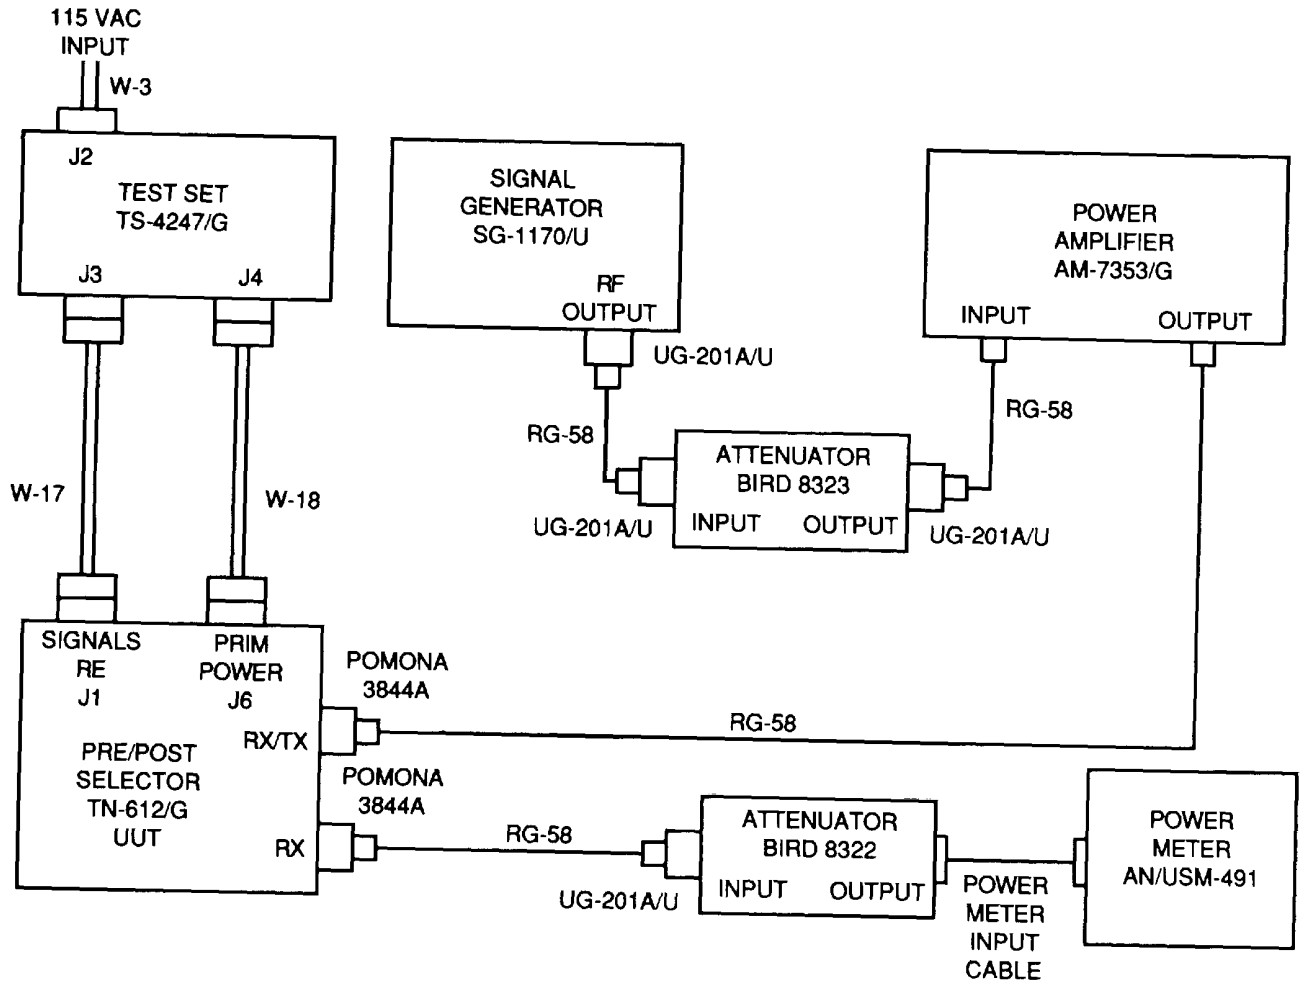 115 VAC
INPUT
W-3
J2
TEST SET
TS-4247/G
J3
J4
SIGNAL
GENERATOR
SG-1170/U
RF
OUTPUT
UG-201A/U
POWER
AMPLIFIER
AM-7353/G
INPUT
OUTPUT
RG-58
RG-58
ATTENUATOR
BIRD 8323
INPUT
OUTPUT
UG-201A/U
UG-201A/U
W-17
W-18
SIGNALS
RE
J1
PRIM
POWER
J6
RX/TX
PRE/POST
SELECTOR
TN-612/G
UUT
RX
POMONA
3844A
RG-58
POMONA
3844A
RG-58
UG-201A/U
ATTENUATOR
BIRD 8322
INPUT
OUTPUT
POWER
METER
INPUT
CABLE
POWER
METER
AN/USM-491